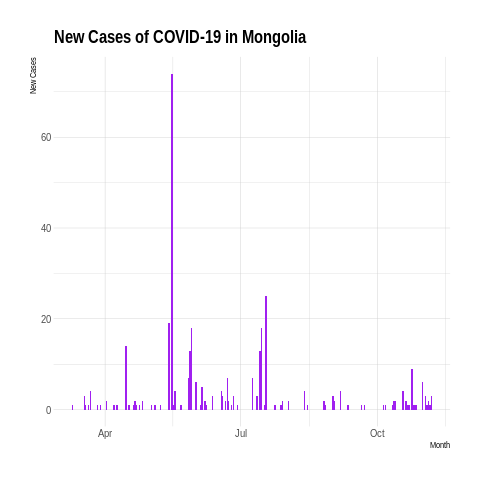 New Cases of COVID-19 in Mongolia
New Cases
60
40
20
0
Apr
Jul
Oct
Month